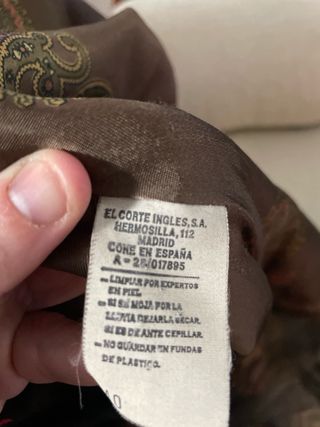 EL CORTE INGLES, S.A.
HERMOSILLA, 112
MADRID
CONF. EN ESPAÑA
A = 28/017895
- LIMPIAR POR EXPERTOS
EN PIEL.
- SI SE MOJA POR LA
LLUVIA DEJARLA SECAR.
SI ES DE ANTE CEPILLAR.
- NO GUARDAR EN FUNDAS
DE PLASTICO.